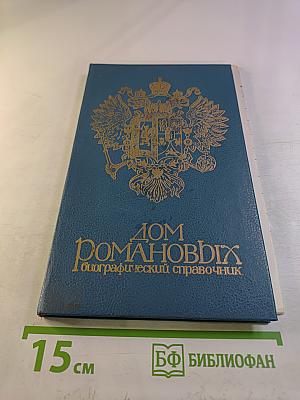 ДОМ
РОМАНОВЫХ
биографический справочник
15 см
БФ БИБЛИОФАН